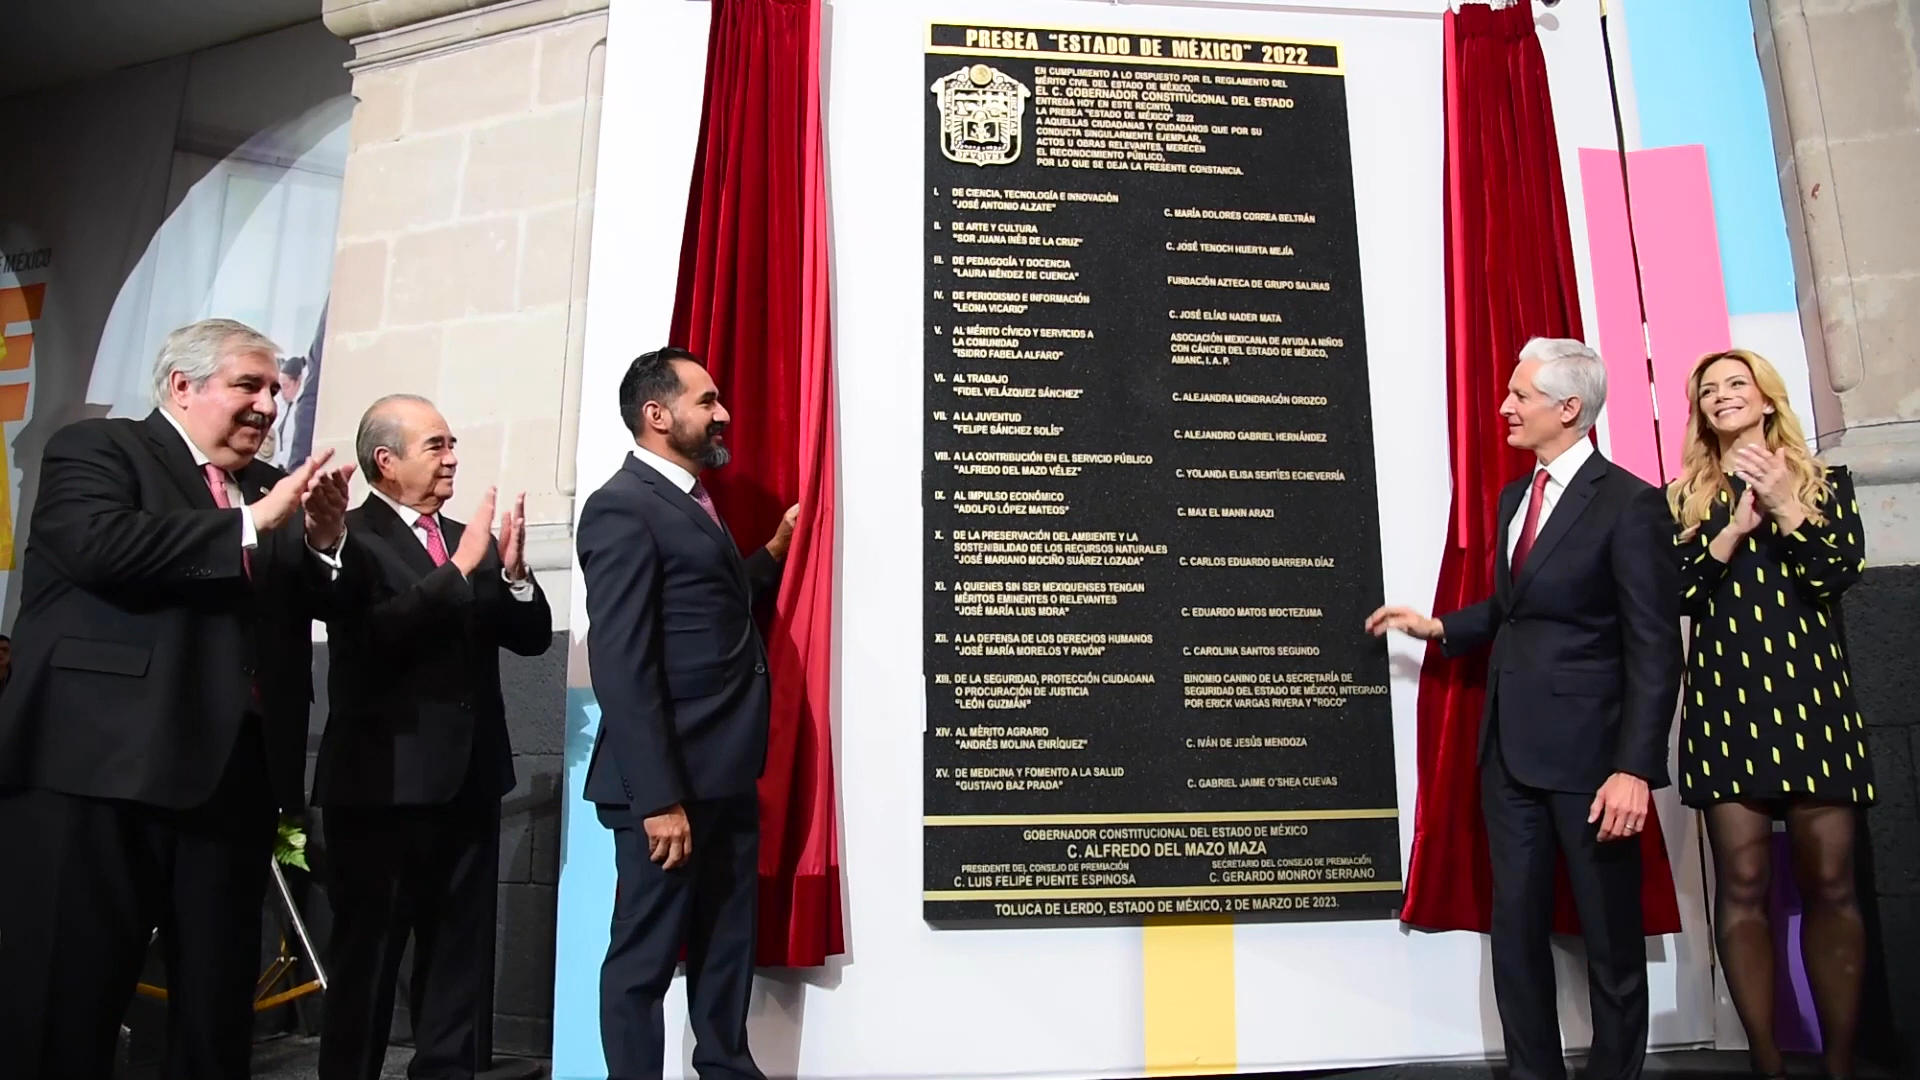 PRESEA "ESTADO DE MÉXICO" 2022
EN CUMPLIMIENTO A LO DISPUESTO POR EL REGLAMENTO DEL
MÉRITO CIVIL DEL ESTADO DE MÉXICO,
EL C. GOBERNADOR CONSTITUCIONAL DEL ESTADO
ENTREGA HOY EN ESTE RECINTO,
LA PRESEA "ESTADO DE MÉXICO" 2022
A AQUELLAS CIUDADANAS Y CIUDADANOS QUE POR SU
CONDUCTA SINGULARMENTE EJEMPLAR,
ACTOS U OBRAS RELEVANTES, MERECEN
EL RECONOCIMIENTO PÚBLICO,
POR LO QUE SE DEJA LA PRESENTE CONSTANCIA.
LIBERTAD
TRABAJO
I. DE CIENCIA, TECNOLOGÍA E INNOVACIÓN
"JOSÉ ANTONIO ALZATE"
C. MARÍA DOLORES CORREA BELTRÁN
II. DE ARTE Y CULTURA
"SOR JUANA INÉS DE LA CRUZ"
C. JOSÉ TENOCH HUERTA MEJÍA
III. DE PEDAGOGÍA Y DOCENCIA
"LAURA MÉNDEZ DE CUENCA"
FUNDACIÓN AZTECA DE GRUPO SALINAS
IV. DE PERIODISMO E INFORMACIÓN
"LEONA VICARIO"
C. JOSÉ ELÍAS NADER MATA
V. AL MÉRITO CÍVICO Y SERVICIOS A
LA COMUNIDAD
"ISIDRO FABELA ALFARO"
ASOCIACIÓN MEXICANA DE AYUDA A NIÑOS
CON CÁNCER DEL ESTADO DE MÉXICO,
AMANC, I. A. P.
VI. AL TRABAJO
"FIDEL VELÁZQUEZ SÁNCHEZ"
C. ALEJANDRA MONDRAGÓN OROZCO
VII. A LA JUVENTUD
"FELIPE SÁNCHEZ SOLÍS"
C. ALEJANDRO GABRIEL HERNÁNDEZ
VIII. A LA CONTRIBUCIÓN EN EL SERVICIO PÚBLICO
"ALFREDO DEL MAZO VÉLEZ"
C. YOLANDA ELISA SENTÍES ECHEVERRÍA
IX. AL IMPULSO ECONÓMICO
"ADOLFO LÓPEZ MATEOS"
C. MAX EL MANN ARAZI
X. DE LA PRESERVACIÓN DEL AMBIENTE Y LA
SOSTENIBILIDAD DE LOS RECURSOS NATURALES
"JOSÉ MARIANO MOCIÑO SUÁREZ LOZADA"
C. CARLOS EDUARDO BARRERA DÍAZ
XI. A QUIENES SIN SER MEXIQUENSES TENGAN
MÉRITOS EMINENTES O RELEVANTES
"JOSÉ MARÍA LUIS MORA"
C. EDUARDO MATOS MOCTEZUMA
XII. A LA DEFENSA DE LOS DERECHOS HUMANOS
"JOSÉ MARÍA MORELOS Y PAVÓN"
C. CAROLINA SANTOS SEGUNDO
XIII. DE LA SEGURIDAD, PROTECCIÓN CIUDADANA
O PROCURACIÓN DE JUSTICIA
"LEÓN GUZMÁN"
BINOMIO CANINO DE LA SECRETARÍA DE
SEGURIDAD DEL ESTADO DE MÉXICO, INTEGRADO
POR ERICK VARGAS RIVERA Y "ROCO"
XIV. AL MÉRITO AGRARIO
"ANDRÉS MOLINA ENRÍQUEZ"
C. IVÁN DE JESÚS MENDOZA
XV. DE MEDICINA Y FOMENTO A LA SALUD
"GUSTAVO BAZ PRADA"
C. GABRIEL JAIME O'SHEA CUEVAS
GOBERNADOR CONSTITUCIONAL DEL ESTADO DE MÉXICO
C. ALFREDO DEL MAZO MAZA
PRESIDENTE DEL CONSEJO DE PREMIACIÓN
C. LUIS FELIPE PUENTE ESPINOSA
SECRETARIO DEL CONSEJO DE PREMIACIÓN
C. GERARDO MONROY SERRANO
TOLUCA DE LERDO, ESTADO DE MÉXICO, 2 DE MARZO DE 2023.
MÉXICO